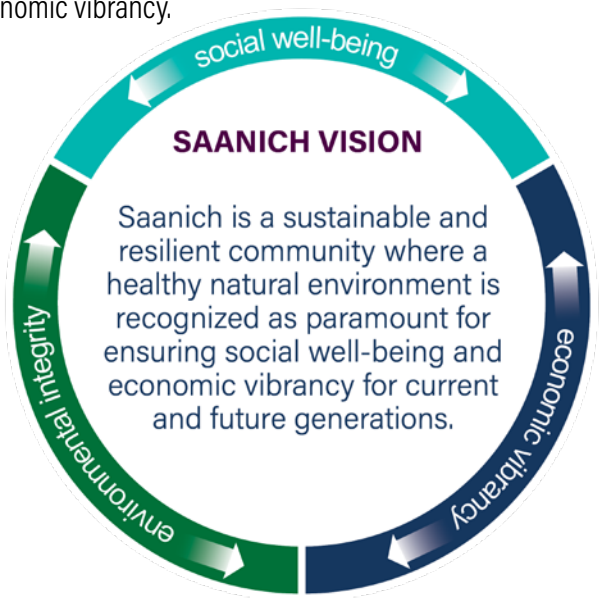 nomic vibrancy.
social well-being
SAANICH VISION
Saanich is a sustainable and
resilient community where a
healthy natural environment is
recognized as paramount for
ensuring social well-being and
economic vibrancy for current
and future generations.
environmental integrity
economic vibrancy